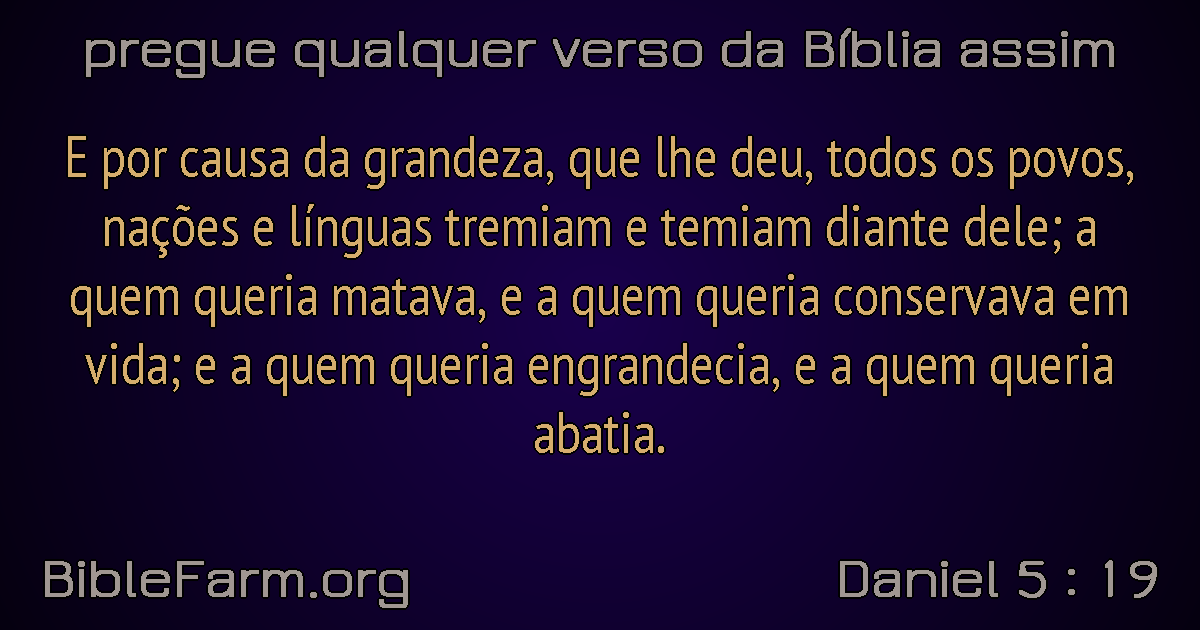 pregue qualquer verso da Bíblia assim
E por causa da grandeza, que lhe deu, todos os povos,
nações e línguas tremiam e temiam diante dele; a
quem queria matava, e a quem queria conservava em
vida; e a quem queria engrandecia, e a quem queria
abatia.
BibleFarm.org
Daniel 5 : 19